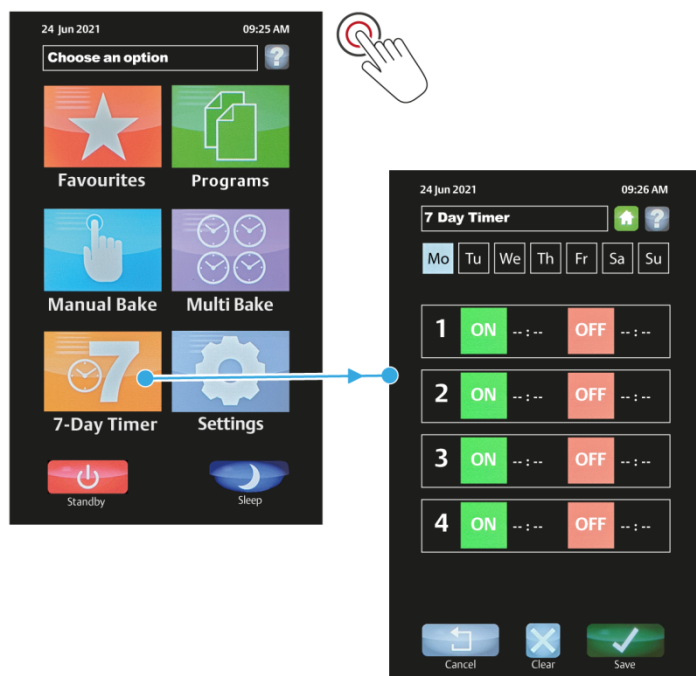 24 Jun 2021 09:25 AM
Choose an option ?
Favourites Programs
Manual Bake Multi Bake
7
7-Day Timer Settings
Standby Sleep
24 Jun 2021 09:26 AM
7 Day Timer ?
Mo Tu We Th Fr Sa Su
1 ON --:-- OFF --:--
2 ON --:-- OFF --:--
3 ON --:-- OFF --:--
4 ON --:-- OFF --:--
Cancel Clear Save